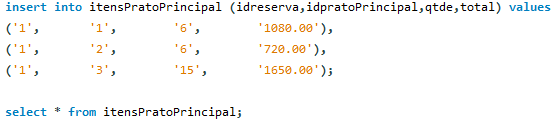 insert into itensPratoPrincipal (idreserva,idpratoPrincipal,qtde,total) values
('1', '1', '6', '1080.00'),
('1', '2', '6', '720.00'),
('1', '3', '15', '1650.00');
select * from itensPratoPrincipal;